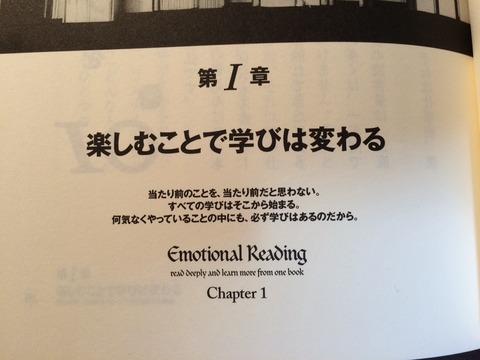 第I章
楽しむことで学びは変わる
当たり前のことを、当たり前だと思わない。
すべての学びはそこから始まる。
何気なくやっていることの中にも、必ず学びはあるのだから。
Emotional Reading
read deeply and learn more from one book
Chapter 1